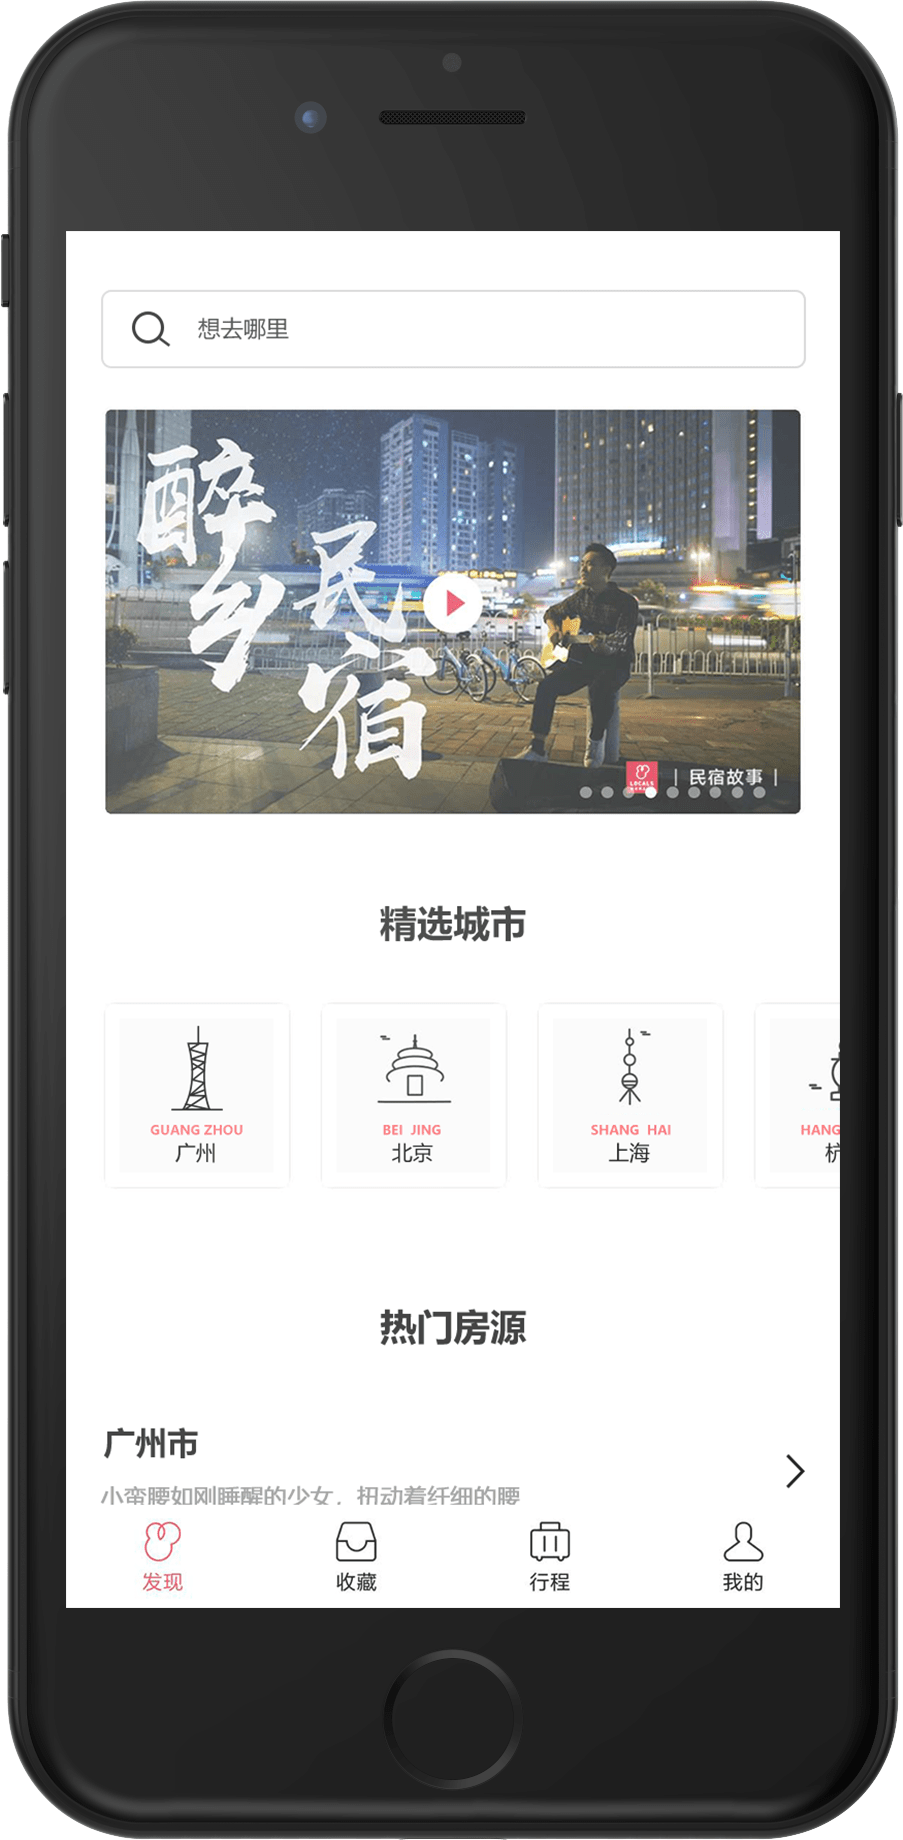 想去哪里
醉乡
民宿
LOCALS
| 民宿故事 |
精选城市
GUANG ZHOU
广州
BEI JING
北京
SHANG HAI
上海
HANG
杭
热门房源
广州市
小蛮腰如刚睡醒的少女，扭动着纤细的腰
发现
收藏
行程
我的